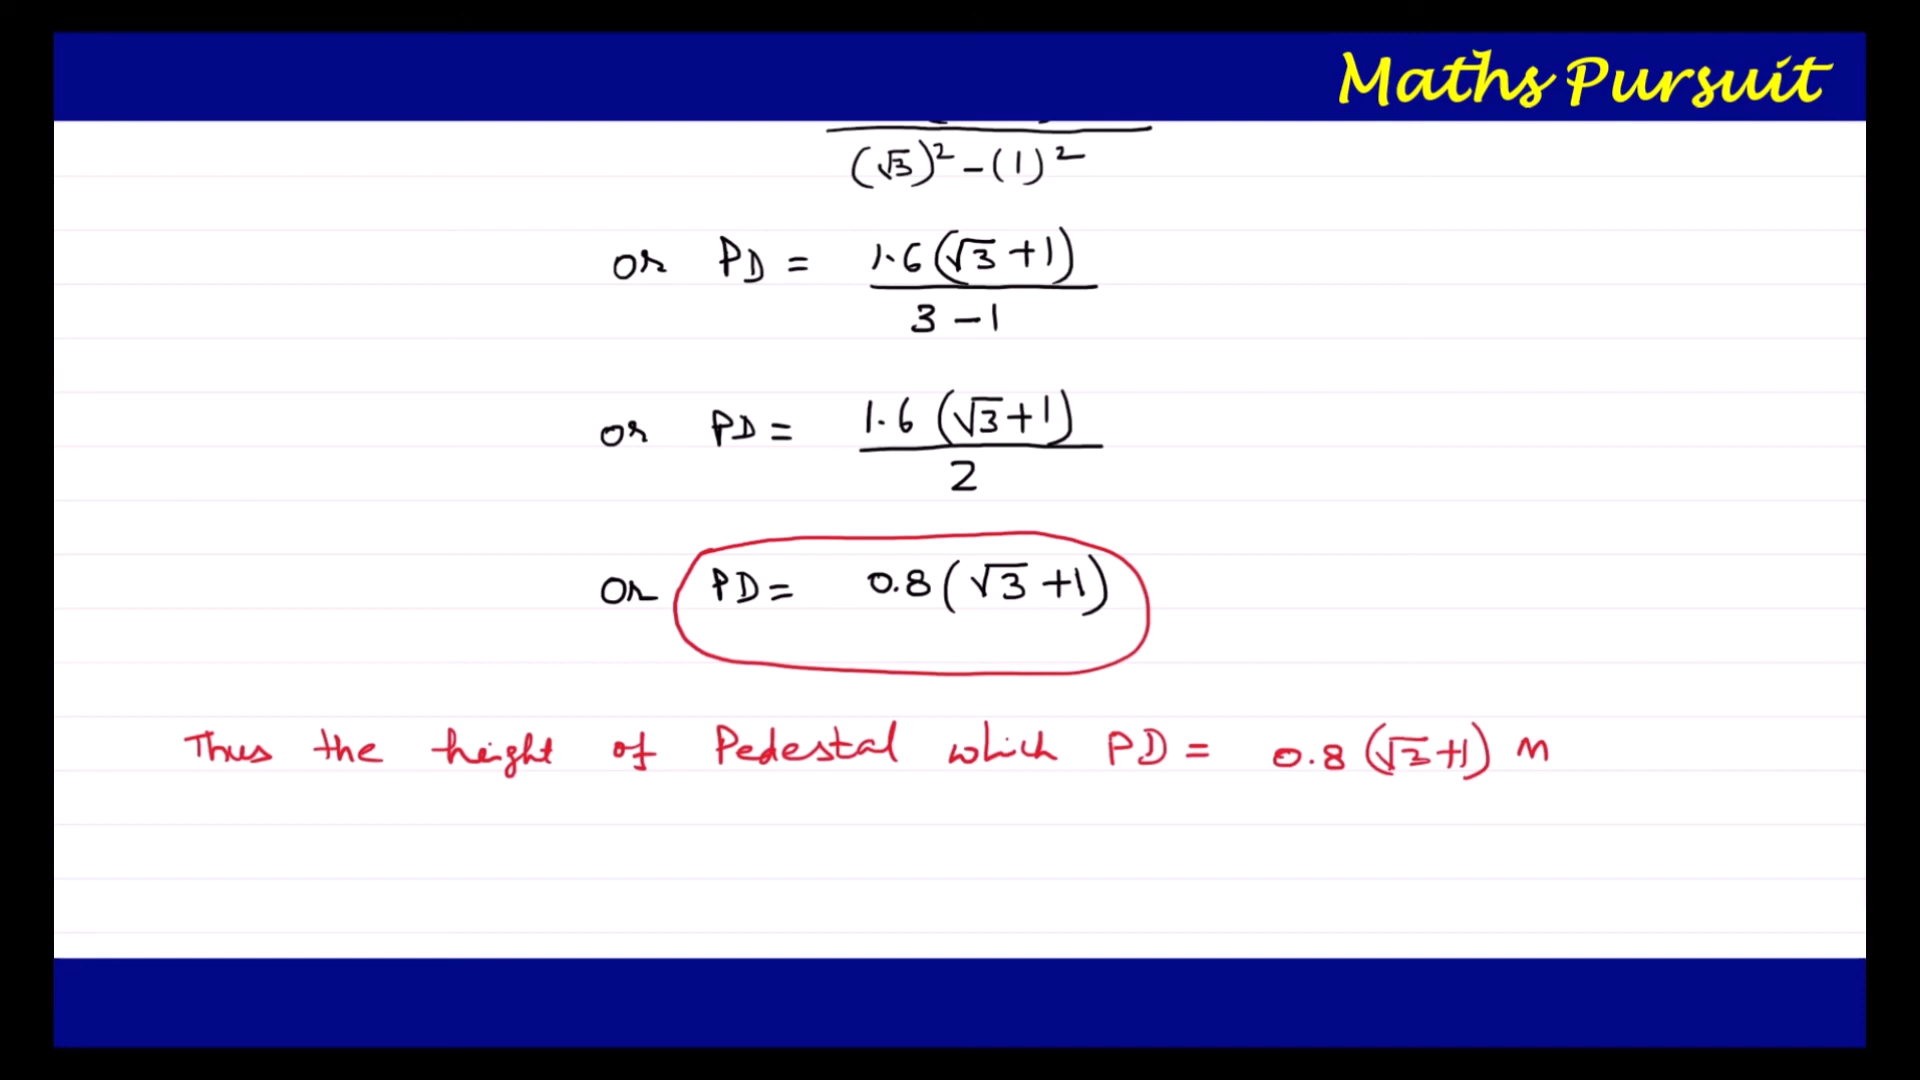 Maths Pursuit
(√3)² - (1)²
or PD = 1.6(√3+1)
3 - 1
or PD = 1.6 (√3+1)
2
or PD = 0.8(√3+1)
Thus the height of Pedestal which PD = 0.8(√3+1) m